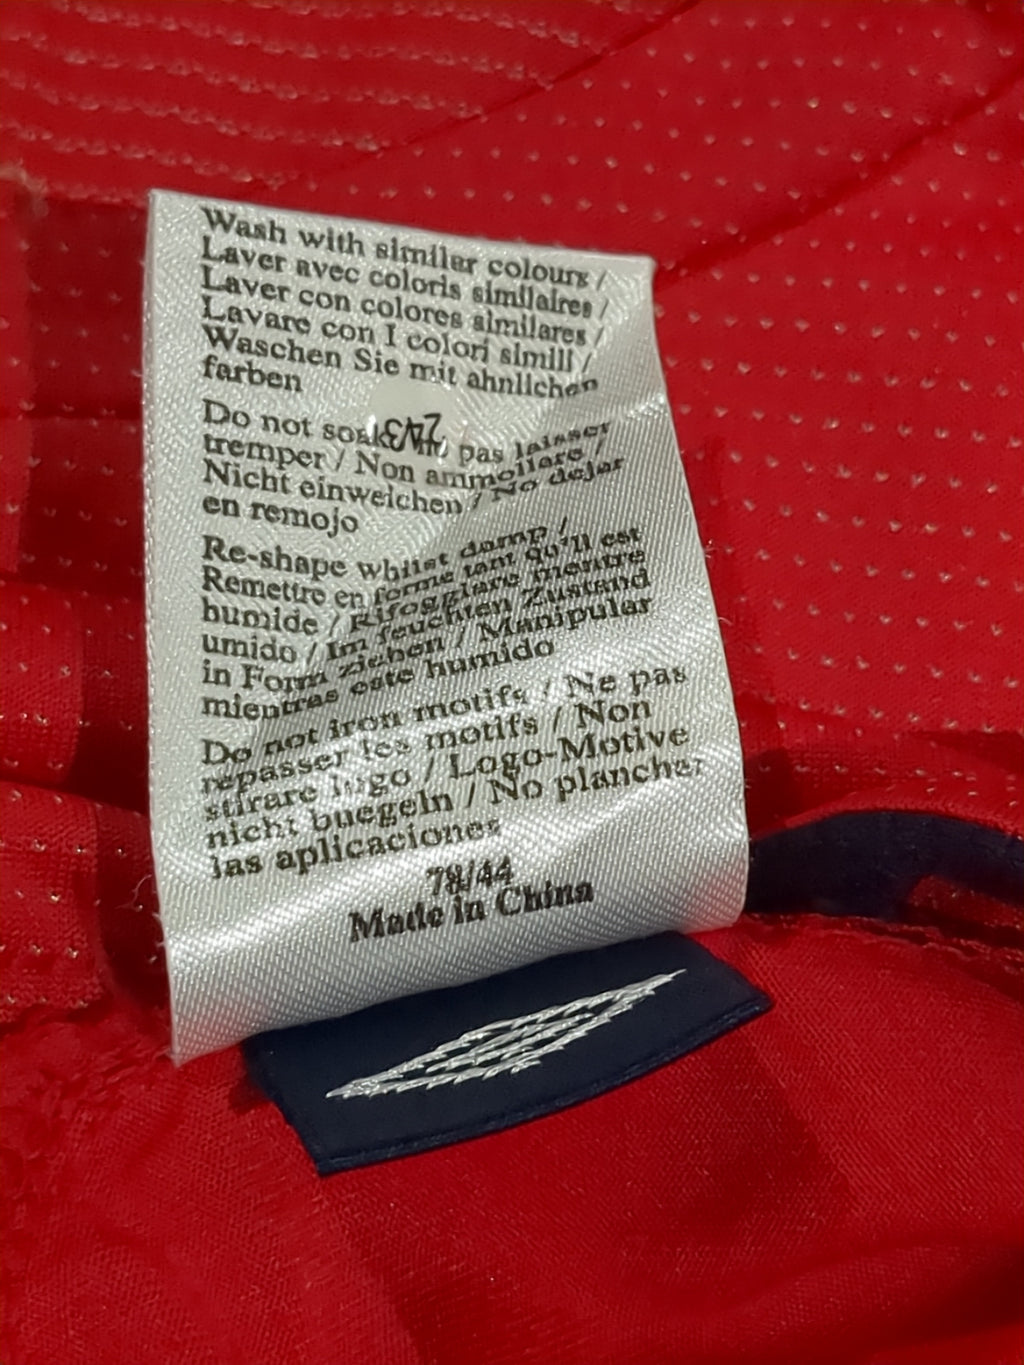 Wash with similar colours /
Laver avec coloris similaires /
Laver con colores similares /
Lavare con I colori simili /
Waschen Sie mit ahnlichen
farben
Do not soak / pas laisser
tremper / Non ammollare /
Nicht einweichen / No dejar
en remojo
Re-shape whilst damp /
Remettre en forme tant qu'il est
humide / Rifoggiare mentre
umido / Im feuchten Zustand
in Form ziehen / Manipular
mientras este humido
Do not iron motifs / Ne pas
repasser les motifs / Non
stirare logo / Logo-Motive
nicht buegeln / No planchar
las aplicaciones
78/44
Made in China